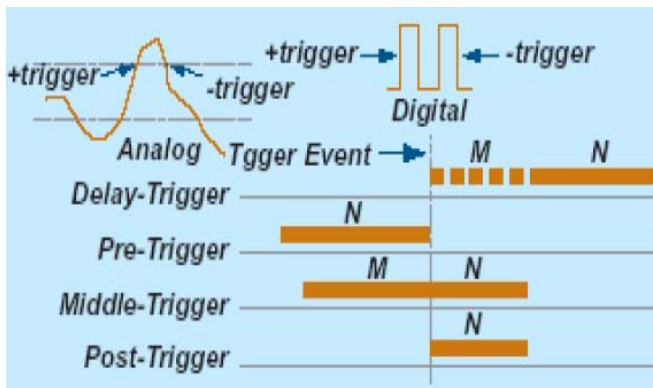 +trigger
-trigger
Analog
+trigger
-trigger
Digital
Tgger Event
M N
Delay-Trigger
N
Pre-Trigger
M N
Middle-Trigger
N
Post-Trigger